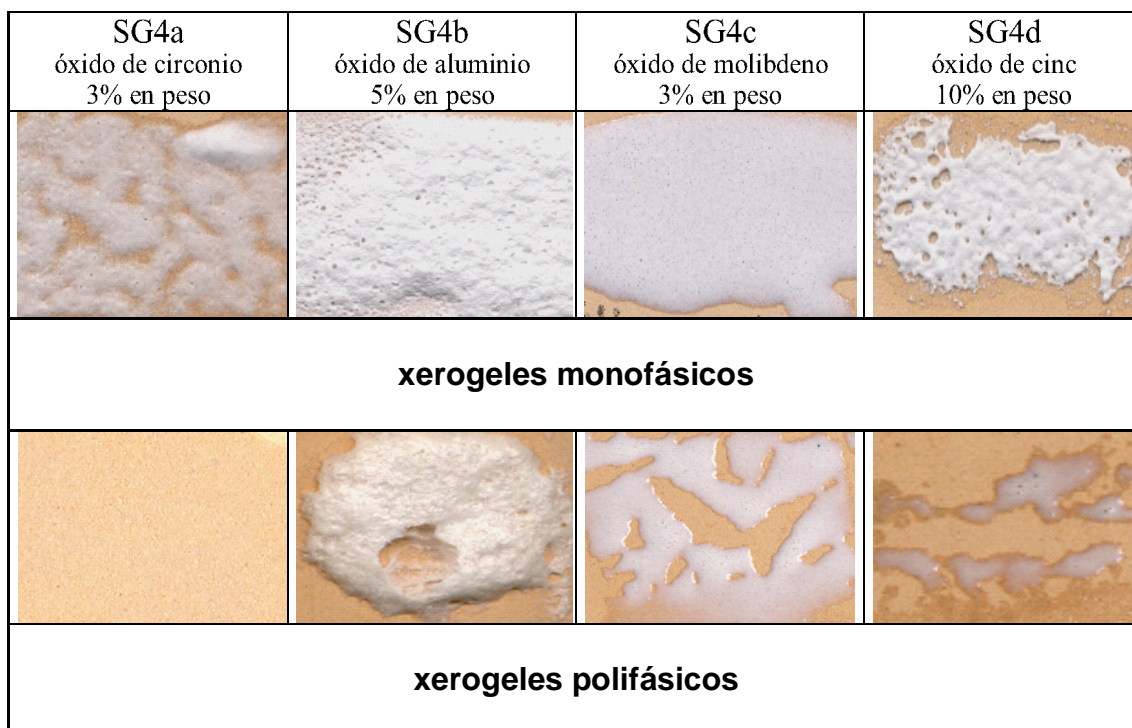 SG4a
óxido de circonio
3% en peso
SG4b
óxido de aluminio
5% en peso
SG4c
óxido de molibdeno
3% en peso
SG4d
óxido de cinc
10% en peso
xerogeles monofásicos
xerogeles polifásicos